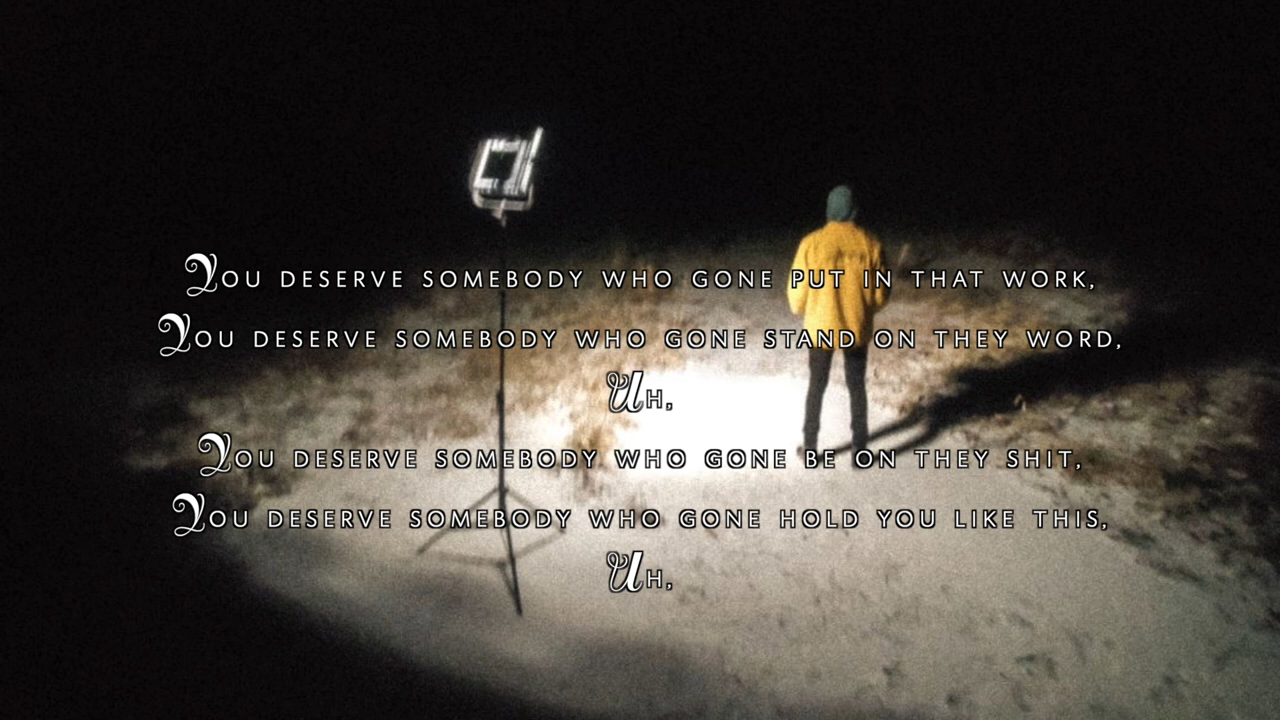 You deserve somebody who gone put in that work,
You deserve somebody who gone stand on they word,
Uh,
You deserve somebody who gone be on they shit,
You deserve somebody who gone hold you like this,
Uh,